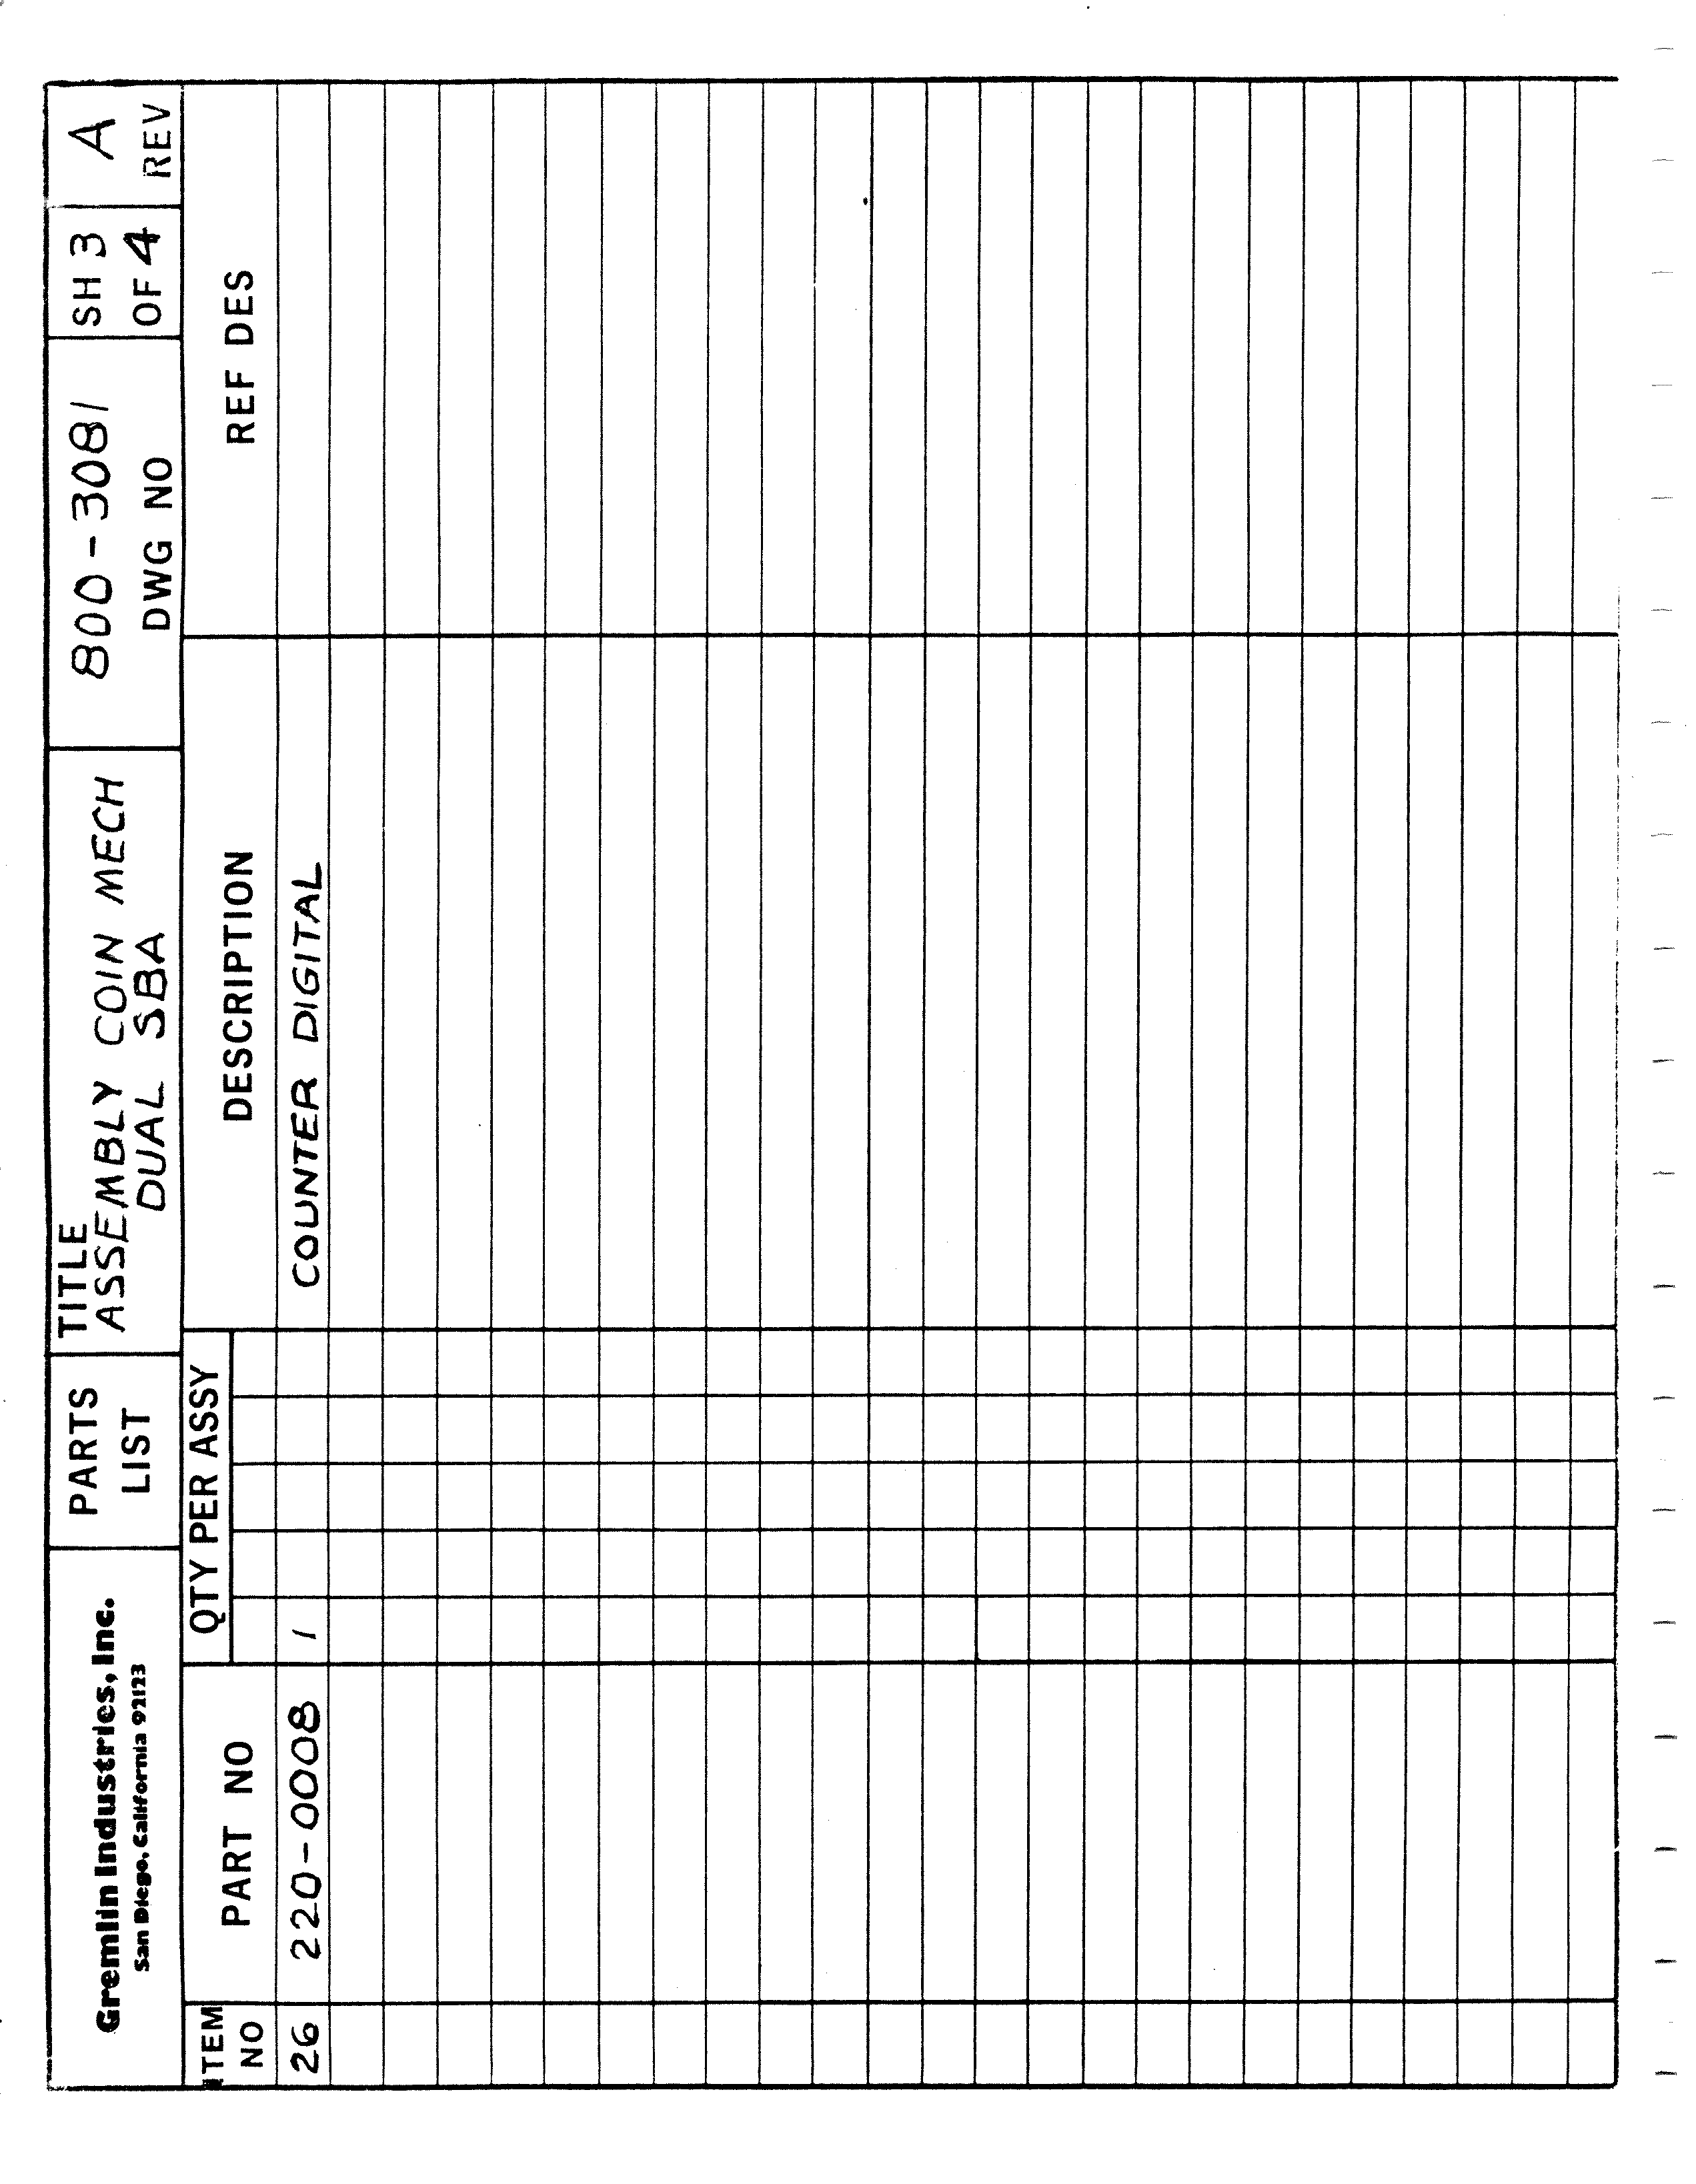 Gremlin Industries, Inc.
San Diego, California 92123
PARTS
LIST
TITLE
ASSEMBLY COIN MECH
DUAL SBA
800-3081
DWG NO
SH 3
OF 4
A
REV
ITEM
NO
PART NO
QTY PER ASSY
DESCRIPTION
REF DES
26 220-0008 1 COUNTER DIGITAL